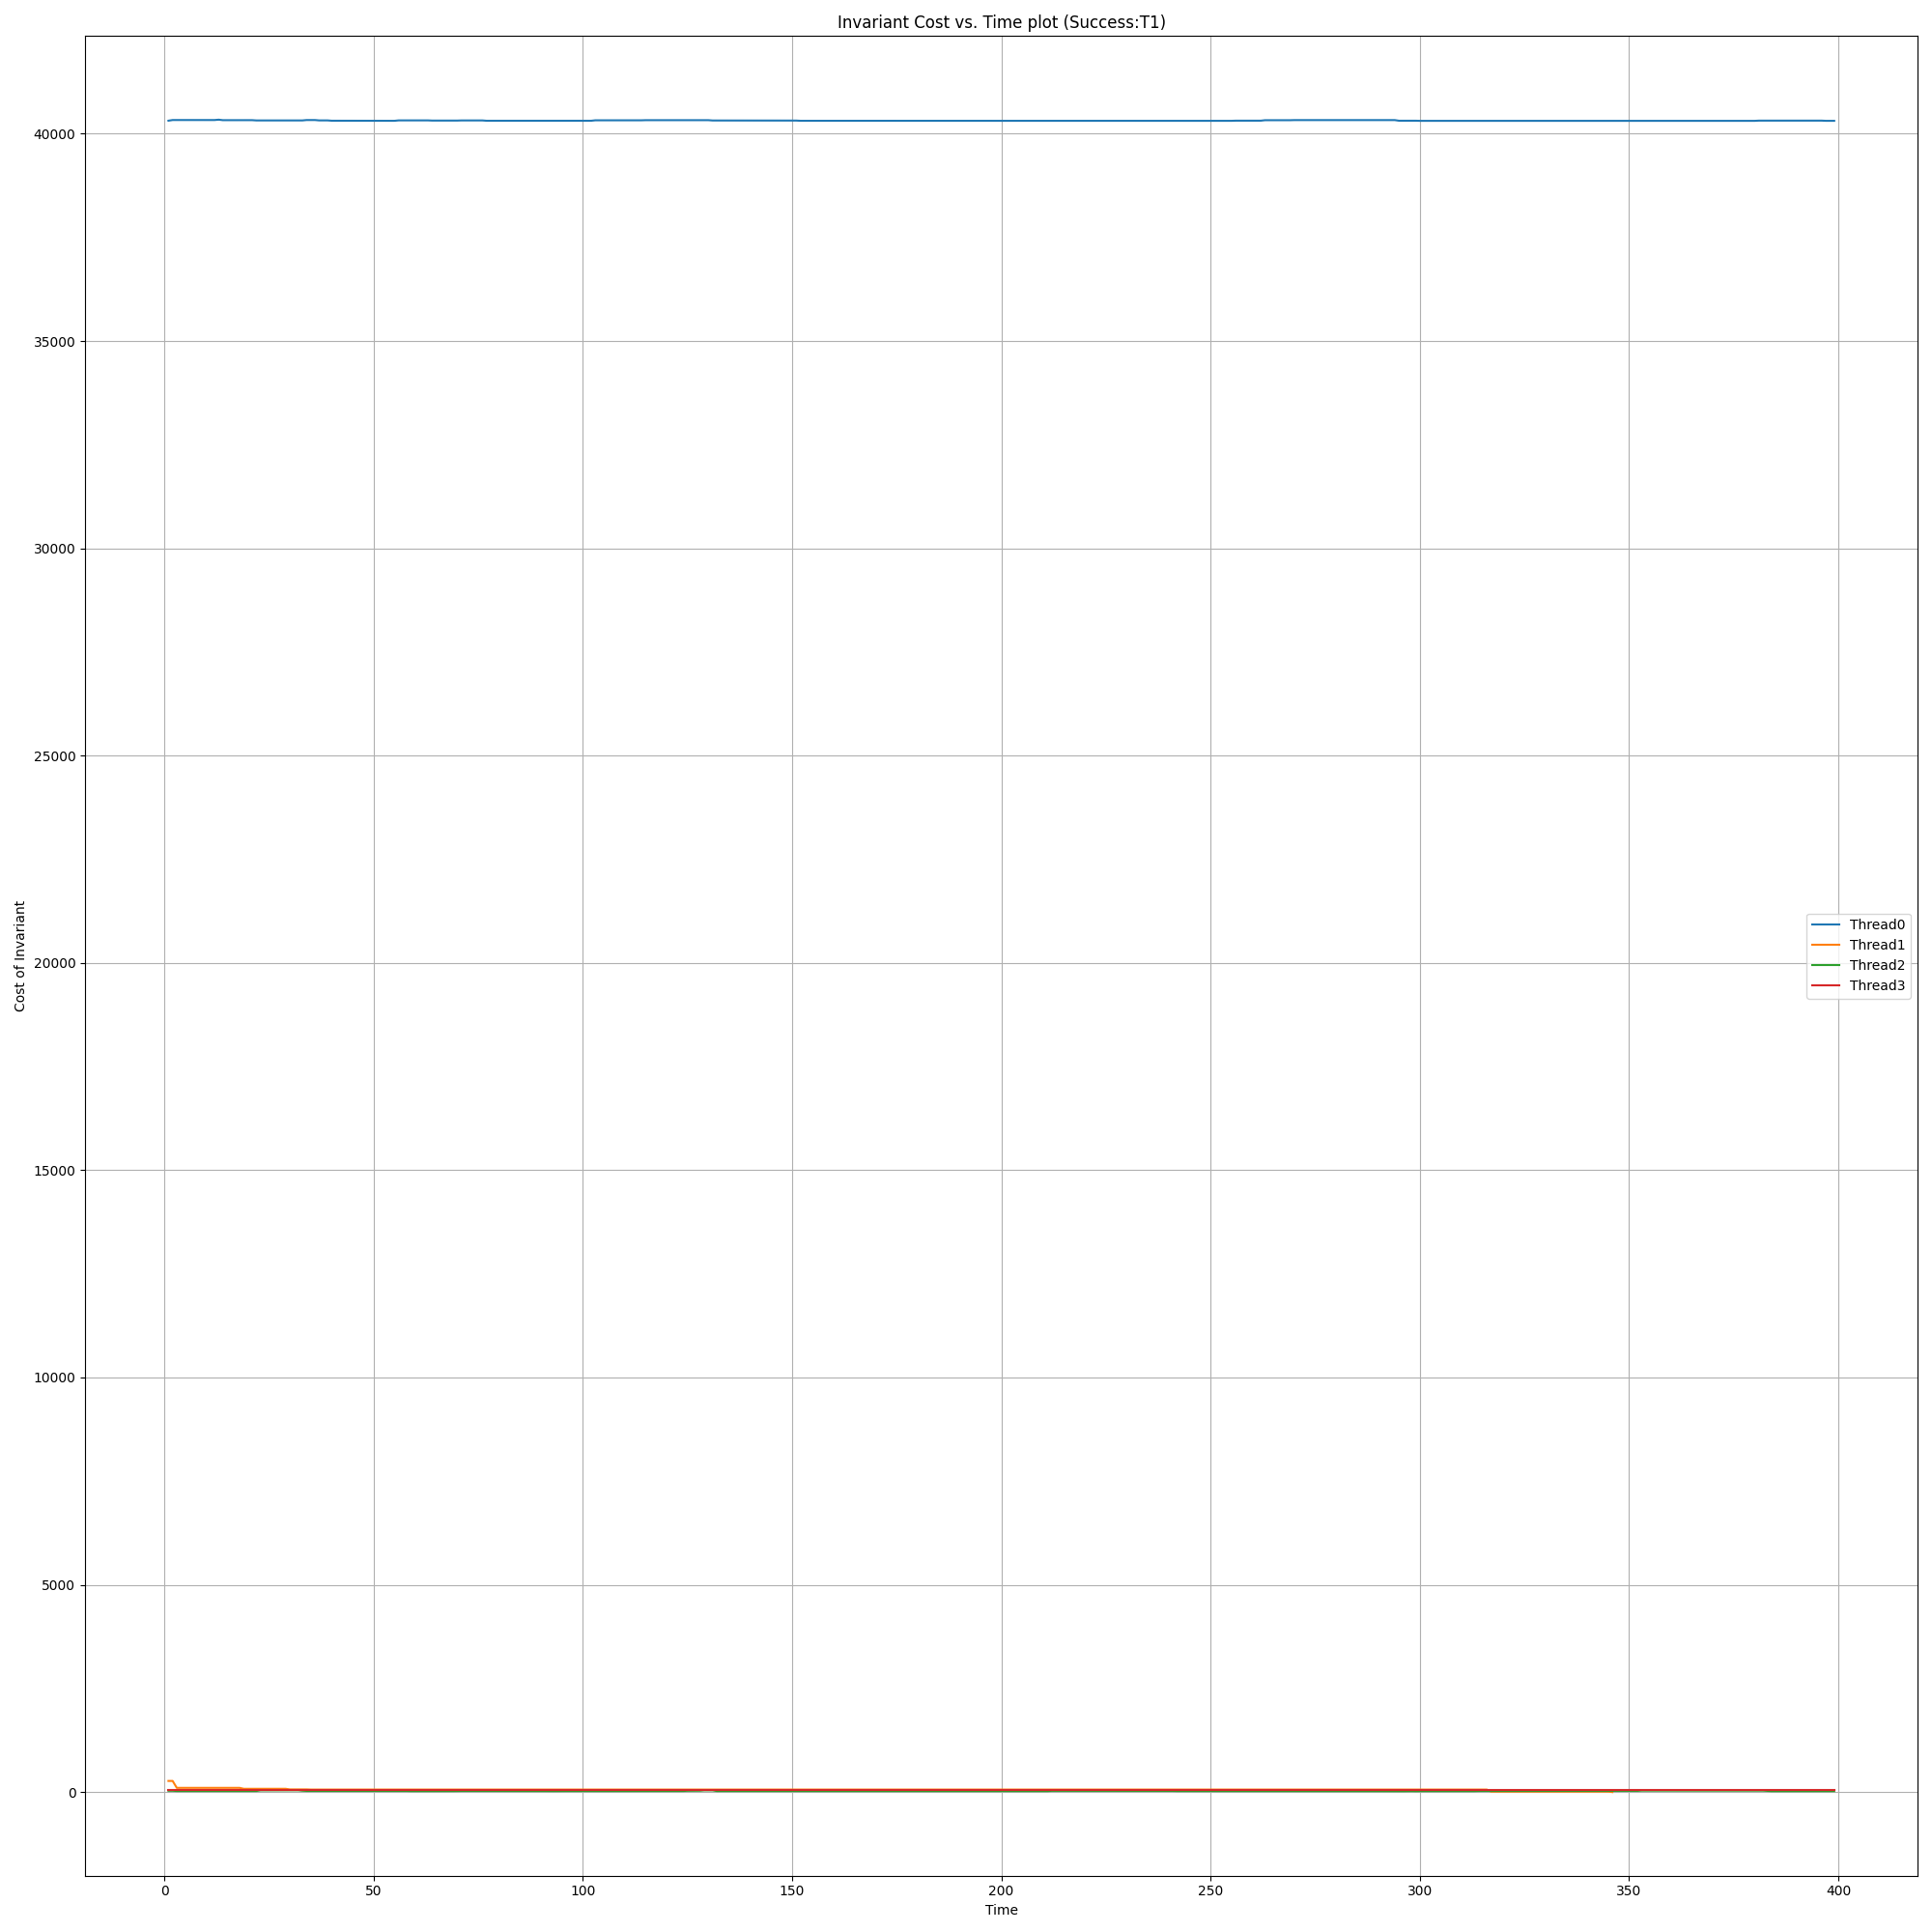 Invariant Cost vs. Time plot (Success:T1)
40000
35000
30000
25000
20000
15000
10000
5000
0
Cost of Invariant
Thread0
Thread1
Thread2
Thread3
0 50 100 150 200 250 300 350 400
Time